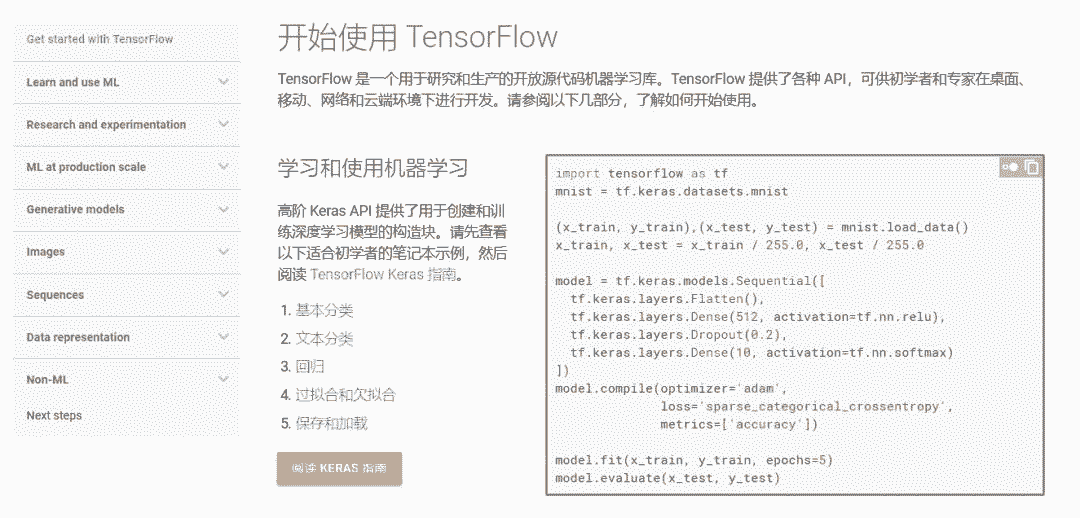 Get started with TensorFlow
Learn and use ML
Research and experimentation
ML at production scale
Generative models
Images
Sequences
Data representation
Non-ML
Next steps
开始使用 TensorFlow
TensorFlow 是一个用于研究和生产的开放源代码机器学习库。TensorFlow 提供了各种 API，可供初学者和专家在桌面、
移动、网络和云端环境下进行开发。请参阅以下几部分，了解如何开始使用。
学习和使用机器学习
高阶 Keras API 提供了用于创建和训
练深度学习模型的构造块。请先查看
以下适合初学者的笔记本示例，然后
阅读 TensorFlow Keras 指南。
1. 基本分类
2. 文本分类
3. 回归
4. 过拟合和欠拟合
5. 保存和加载
阅读 KERAS 指南
import tensorflow as tf
mnist = tf.keras.datasets.mnist
(x_train, y_train),(x_test, y_test) = mnist.load_data()
x_train, x_test = x_train / 255.0, x_test / 255.0
model = tf.keras.models.Sequential([
  tf.keras.layers.Flatten(),
  tf.keras.layers.Dense(512, activation=tf.nn.relu),
  tf.keras.layers.Dropout(0.2),
  tf.keras.layers.Dense(10, activation=tf.nn.softmax)
])
model.compile(optimizer='adam',
              loss='sparse_categorical_crossentropy',
              metrics=['accuracy'])
model.fit(x_train, y_train, epochs=5)
model.evaluate(x_test, y_test)